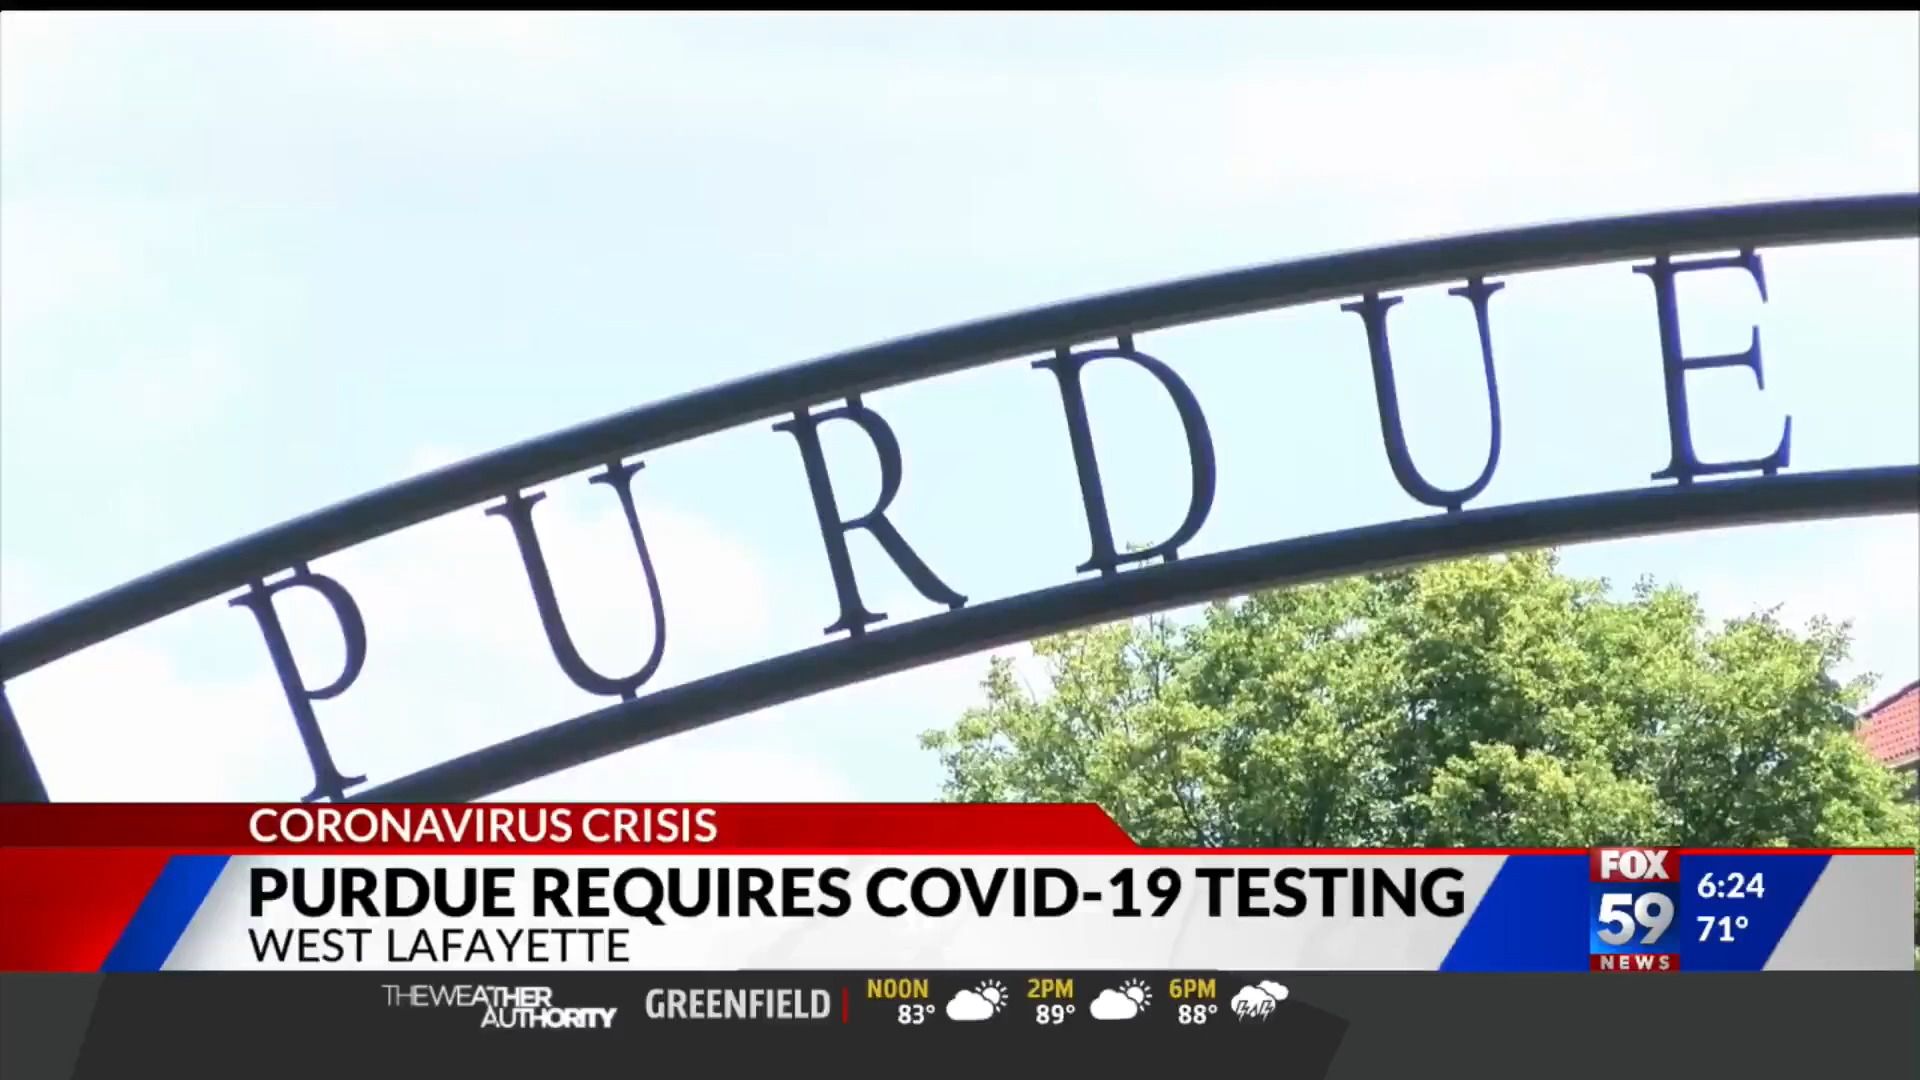 PURDUE
CORONAVIRUS CRISIS
PURDUE REQUIRES COVID-19 TESTING
WEST LAFAYETTE
FOX
59
NEWS
6:24
71°
THE WEATHER
AUTHORITY
GREENFIELD
NOON
83°
2PM
89°
6PM
88°